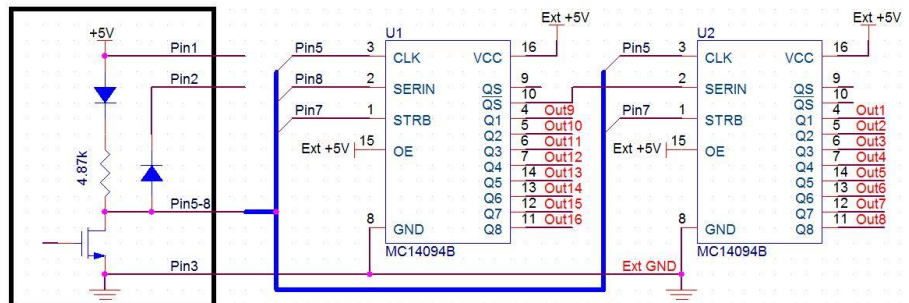 +5V
Pin1
Pin2
4.87k
Pin5-8
Pin3
U1
Ext +5V
Pin5
3
CLK
VCC
16
Pin8
2
SERIN
QS
9
QS
10
Pin7
1
STRB
Q1
4
Out9
Q2
5
Out10
Ext +5V
15
OE
Q3
6
Out11
Q4
7
Out12
Q5
14
Out13
Q6
13
Out14
Q7
12
Out15
8
GND
Q8
11
Out16
MC14094B
U2
Ext +5V
Pin5
3
CLK
VCC
16
2
SERIN
QS
9
QS
10
Pin7
1
STRB
Q1
4
Out1
Q2
5
Out2
Ext +5V
15
OE
Q3
6
Out3
Q4
7
Out4
Q5
14
Out5
Q6
13
Out6
Q7
12
Out7
8
GND
Q8
11
Out8
MC14094B
Ext GND